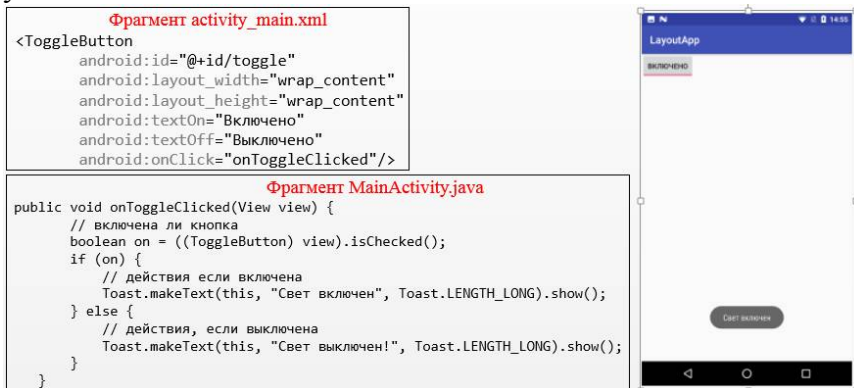 Фрагмент activity_main.xml
<ToggleButton
android:id="@+id/toggle"
android:layout_width="wrap_content"
android:layout_height="wrap_content"
android:textOn="Включено"
android:textOff="Выключено"
android:onClick="onToggleClicked"/>
Фрагмент MainActivity.java
public void onToggleClicked(View view) {
// включена ли кнопка
boolean on = ((ToggleButton) view).isChecked();
if (on) {
// действия если включена
Toast.makeText(this, "Свет включен", Toast.LENGTH_LONG).show();
} else {
// действия, если выключена
Toast.makeText(this, "Свет выключен!", Toast.LENGTH_LONG).show();
}
}
14:55
LayoutApp
ВКЛЮЧЕНО
Свет включен